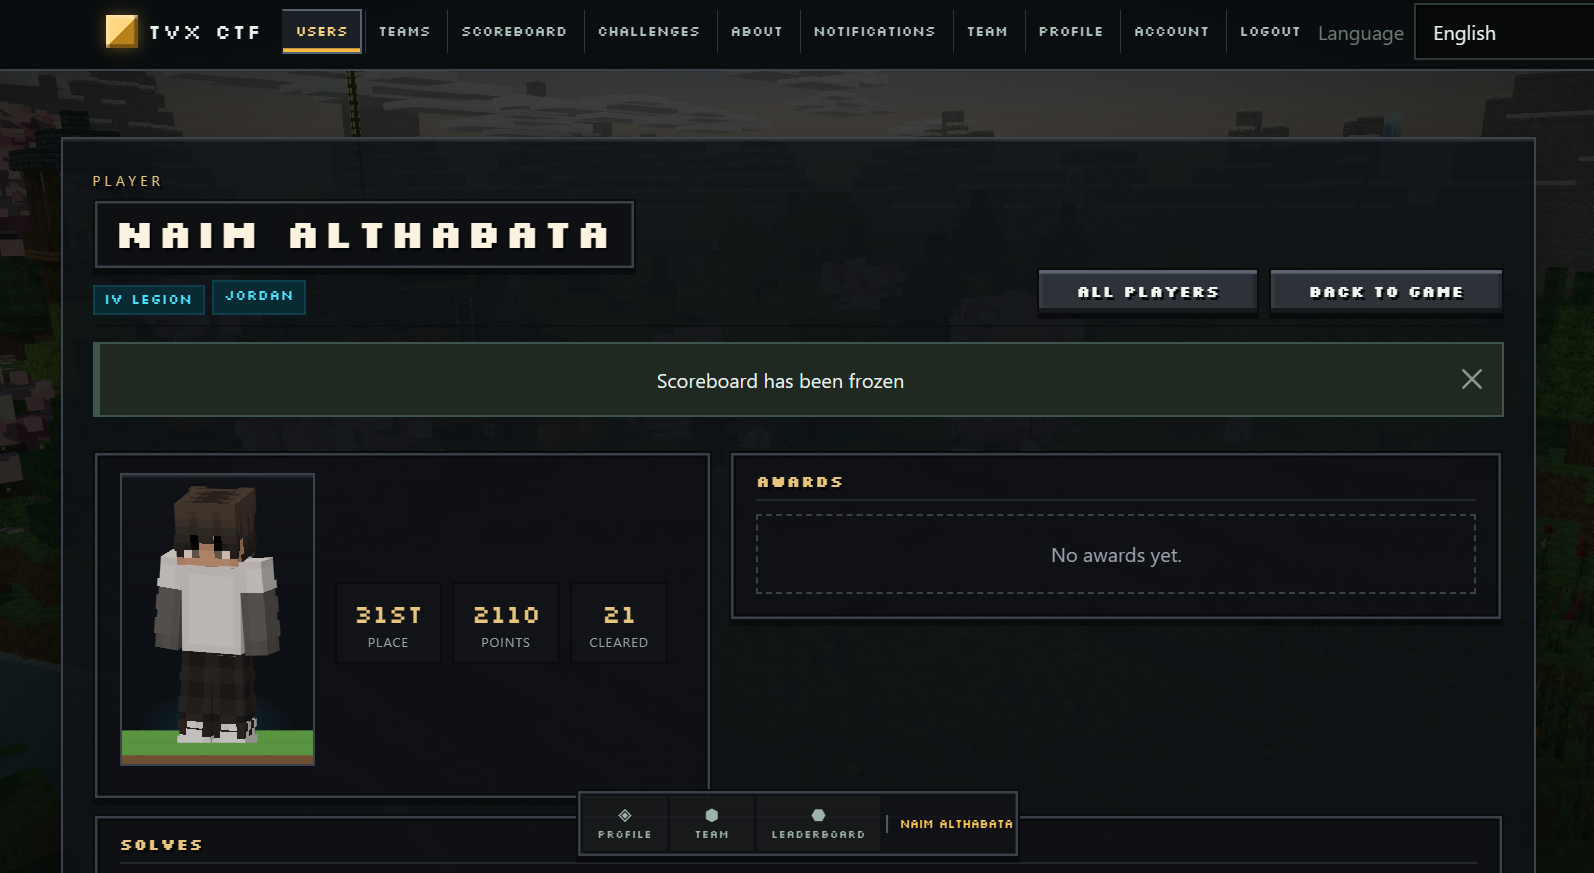 TVX CTF
USERS
TEAMS
SCOREBOARD
CHALLENGES
ABOUT
NOTIFICATIONS
TEAM
PROFILE
ACCOUNT
LOGOUT
Language
English
PLAYER
NAIM ALTHABATA
IV LEGION
JORDAN
ALL PLAYERS
BACK TO GAME
Scoreboard has been frozen
31ST
PLACE
2110
POINTS
21
CLEARED
AWARDS
No awards yet.
PROFILE
TEAM
LEADERBOARD
NAIM ALTHABATA
SOLVES